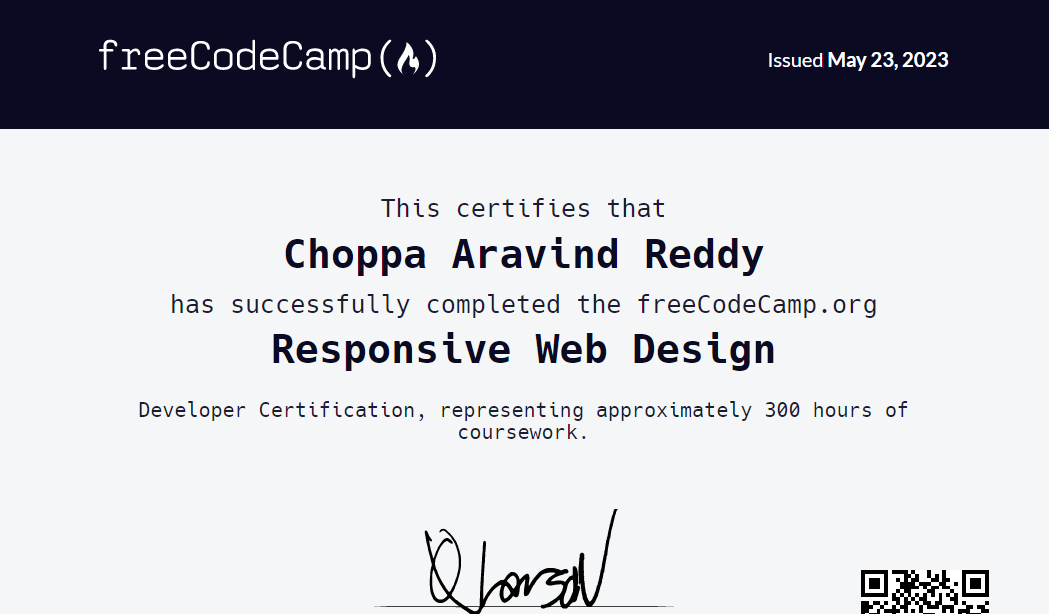 freeCodeCamp(🔥)
Issued May 23, 2023
This certifies that
Choppa Aravind Reddy
has successfully completed the freeCodeCamp.org
Responsive Web Design
Developer Certification, representing approximately 300 hours of
coursework.